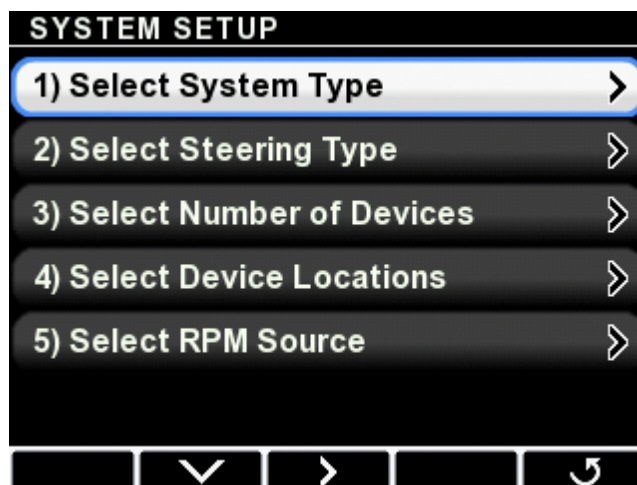 SYSTEM SETUP
1) Select System Type
2) Select Steering Type
3) Select Number of Devices
4) Select Device Locations
5) Select RPM Source